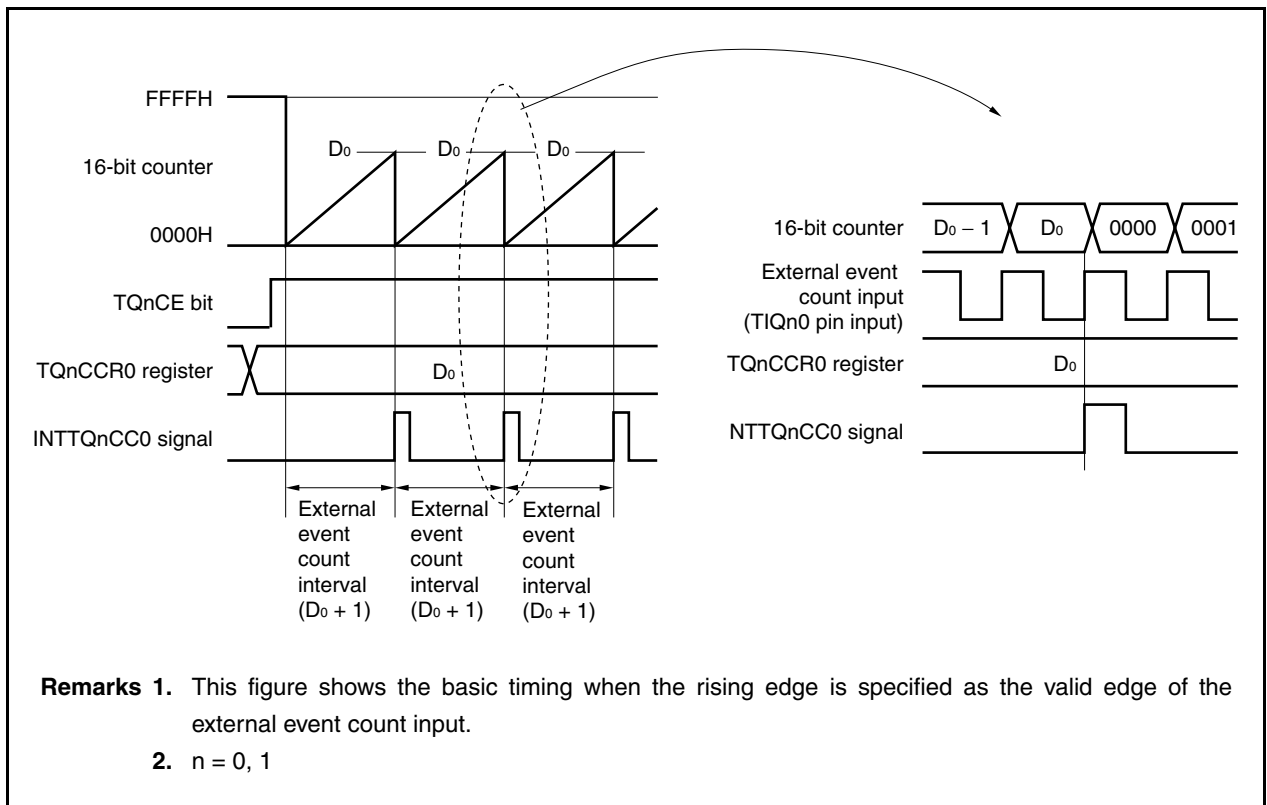 FFFFH
16-bit counter
0000H
D0 D0 D0
TQnCE bit
TQnCCR0 register
D0
INTTQnCC0 signal
External
event
count
interval
(D0 + 1)
External
event
count
interval
(D0 + 1)
External
event
count
interval
(D0 + 1)
16-bit counter
D0 – 1 D0 0000 0001
External event
count input
(TIQn0 pin input)
TQnCCR0 register
D0
NTTQnCC0 signal
Remarks 1. This figure shows the basic timing when the rising edge is specified as the valid edge of the
external event count input.
2. n = 0, 1